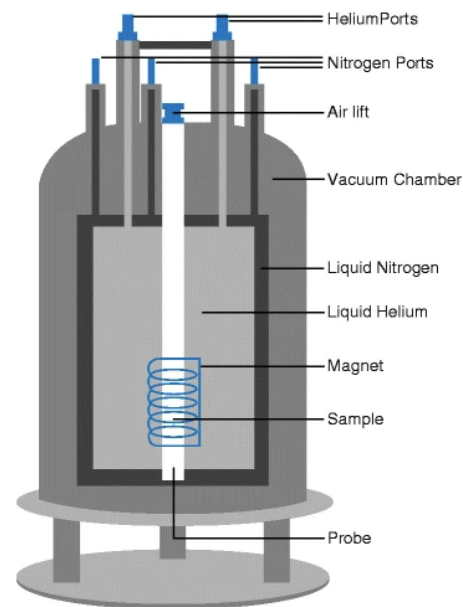 HeliumPorts
Nitrogen Ports
Air lift
Vacuum Chamber
Liquid Nitrogen
Liquid Helium
Magnet
Sample
Probe